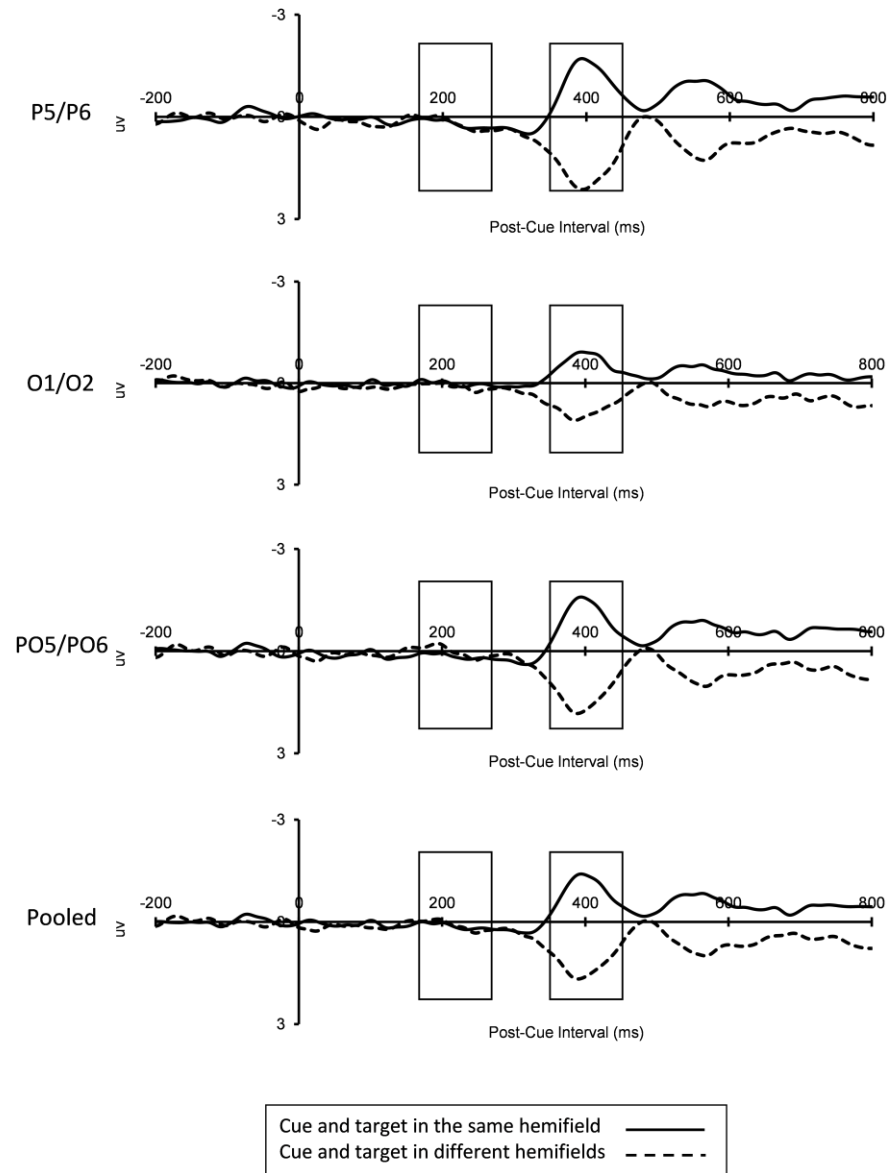 -3
P5/P6
-200 0 200 400 600 800
uv
3
Post-Cue Interval (ms)
-3
O1/O2
-200 0 200 400 600 800
uv
3
Post-Cue Interval (ms)
-3
PO5/PO6
-200 0 200 400 600 800
uv
3
Post-Cue Interval (ms)
-3
Pooled
-200 0 200 400 600 800
uv
3
Post-Cue Interval (ms)
Cue and target in the same hemifield
Cue and target in different hemifields